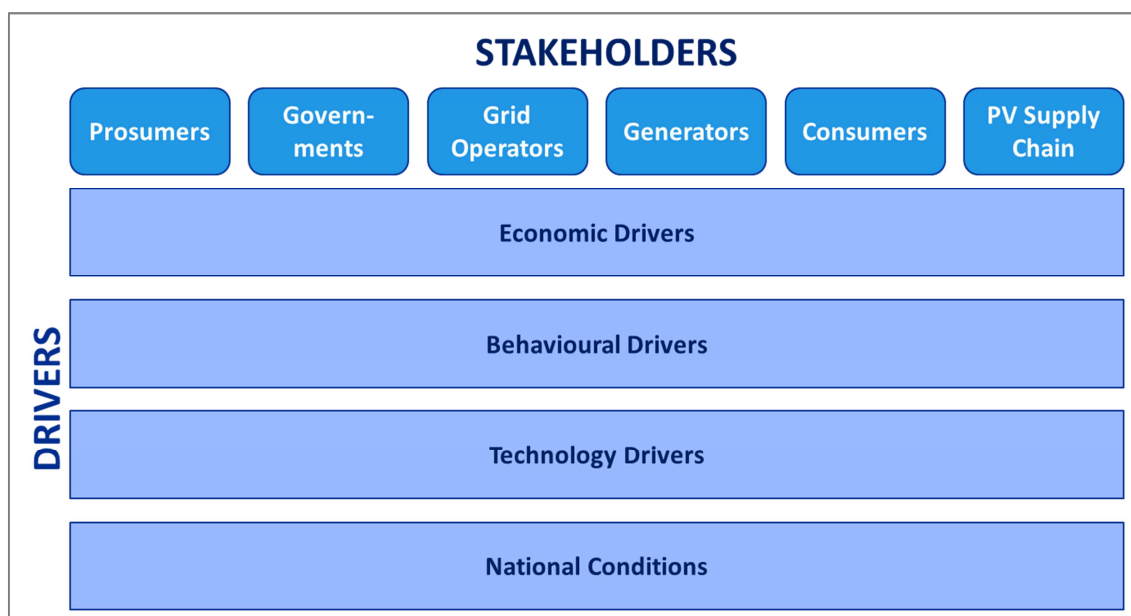 STAKEHOLDERS
Prosumers
Govern-
ments
Grid
Operators
Generators
Consumers
PV Supply
Chain
DRIVERS
Economic Drivers
Behavioural Drivers
Technology Drivers
National Conditions